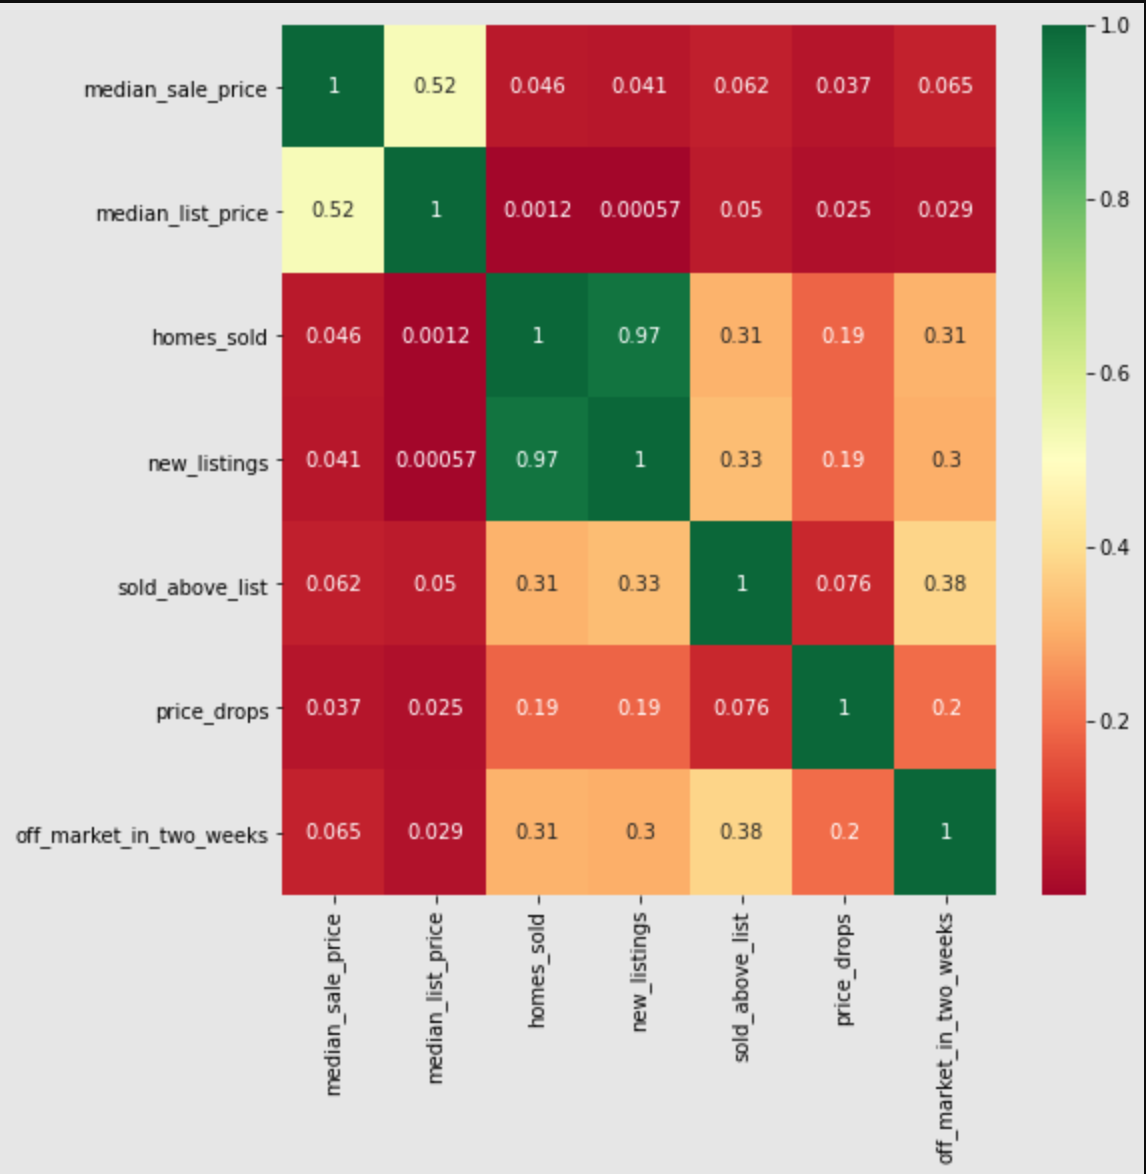 median_sale_price 1 0.52 0.046 0.041 0.062 0.037 0.065
median_list_price 0.52 1 0.0012 0.00057 0.05 0.025 0.029
homes_sold 0.046 0.0012 1 0.97 0.31 0.19 0.31
new_listings 0.041 0.00057 0.97 1 0.33 0.19 0.3
sold_above_list 0.062 0.05 0.31 0.33 1 0.076 0.38
price_drops 0.037 0.025 0.19 0.19 0.076 1 0.2
off_market_in_two_weeks 0.065 0.029 0.31 0.3 0.38 0.2 1
median_sale_price
median_list_price
homes_sold
new_listings
sold_above_list
price_drops
off_market_in_two_weeks
1.0
0.8
0.6
0.4
0.2